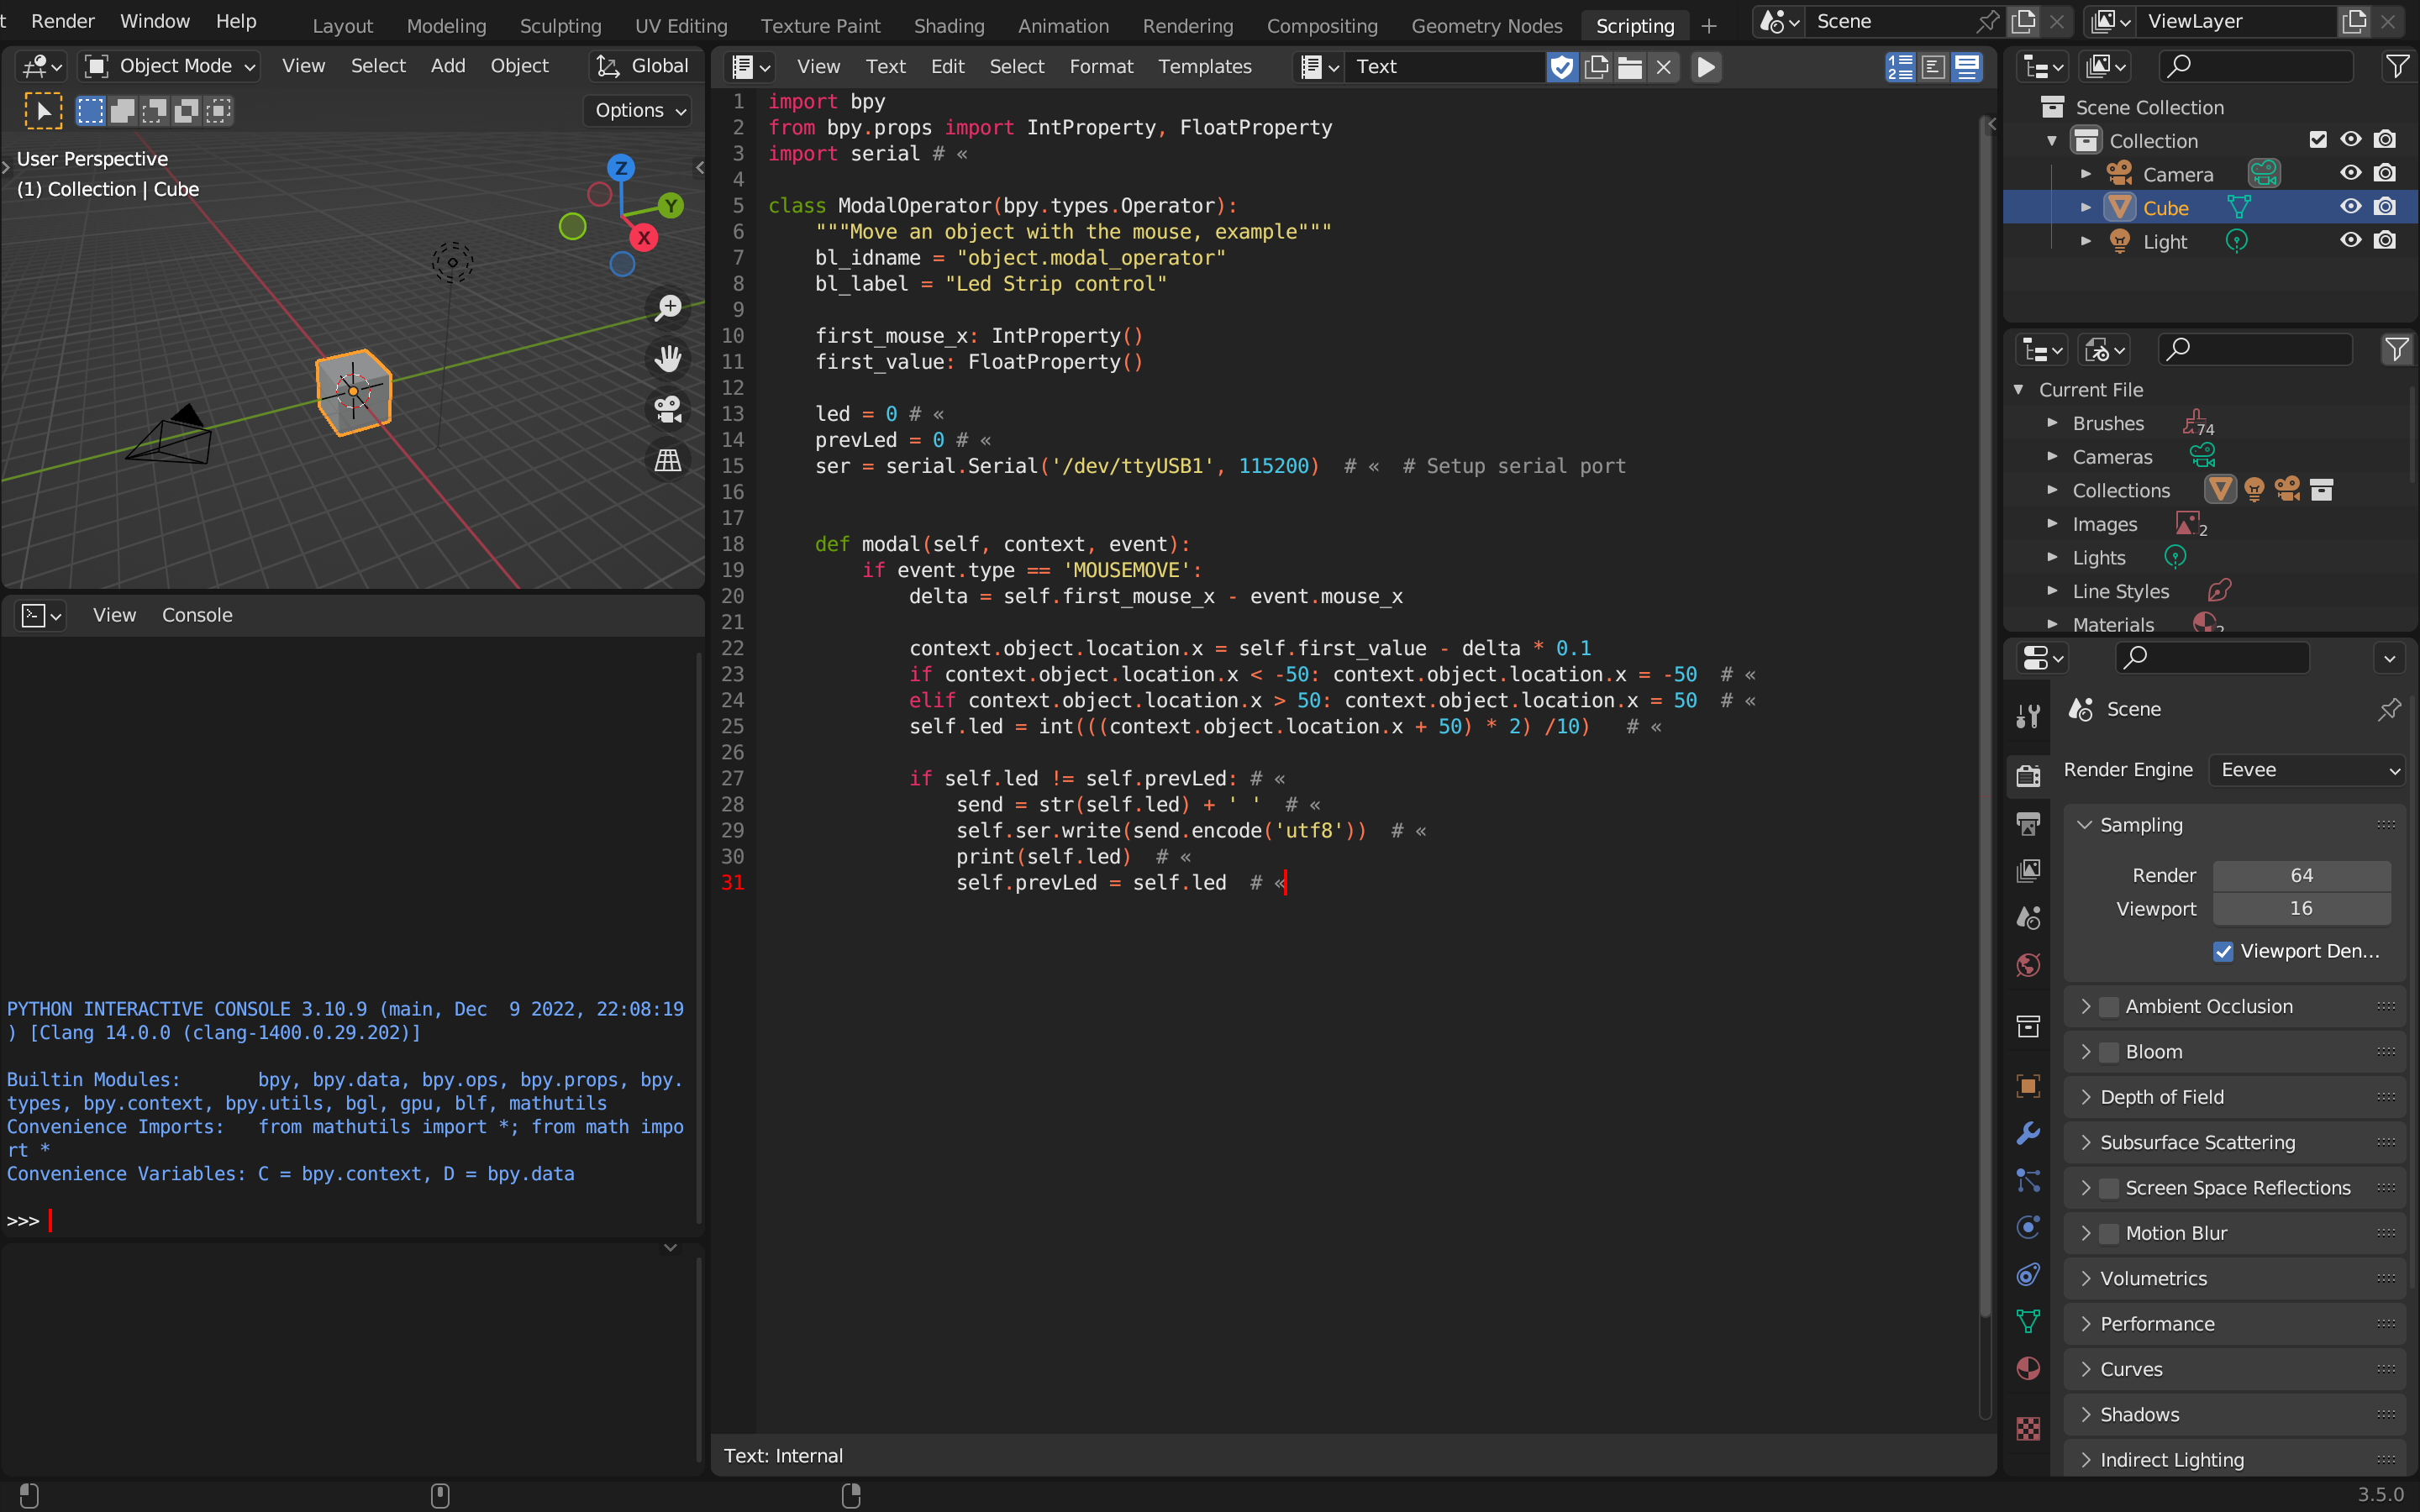 Render Window Help
Layout Modeling Sculpting UV Editing Texture Paint Shading Animation Rendering Compositing Geometry Nodes Scripting +
Scene
ViewLayer
Object Mode View Select Add Object Global
Options
User Perspective
(1) Collection | Cube
Z
Y
X
View Console
PYTHON INTERACTIVE CONSOLE 3.10.9 (main, Dec  9 2022, 22:08:19
) [Clang 14.0.0 (clang-1400.0.29.202)]
Builtin Modules:       bpy, bpy.data, bpy.ops, bpy.props, bpy.
types, bpy.context, bpy.utils, bgl, gpu, blf, mathutils
Convenience Imports:   from mathutils import *; from math impo
rt *
Convenience Variables: C = bpy.context, D = bpy.data
>>>
View Text Edit Select Format Templates Text
1 import bpy
2 from bpy.props import IntProperty, FloatProperty
3 import serial # «
4
5 class ModalOperator(bpy.types.Operator):
6     """Move an object with the mouse, example"""
7     bl_idname = "object.modal_operator"
8     bl_label = "Led Strip control"
9
10     first_mouse_x: IntProperty()
11     first_value: FloatProperty()
12
13     led = 0 # «
14     prevLed = 0 # «
15     ser = serial.Serial('/dev/ttyUSB1', 115200)  # «  # Setup serial port
16
17
18     def modal(self, context, event):
19         if event.type == 'MOUSEMOVE':
20             delta = self.first_mouse_x - event.mouse_x
21
22             context.object.location.x = self.first_value - delta * 0.1
23             if context.object.location.x < -50: context.object.location.x = -50  # «
24             elif context.object.location.x > 50: context.object.location.x = 50  # «
25             self.led = int(((context.object.location.x + 50) * 2) /10)   # «
26
27             if self.led != self.prevLed: # «
28                 send = str(self.led) + ' '  # «
29                 self.ser.write(send.encode('utf8'))  # «
30                 print(self.led)  # «
31                 self.prevLed = self.led  # «
Text: Internal
Scene Collection
Collection
Camera
Cube
Light
Current File
Brushes 74
Cameras
Collections
Images 2
Lights
Line Styles
Materials 2
Scene
Render Engine Eevee
Sampling
Render 64
Viewport 16
Viewport Den...
Ambient Occlusion
Bloom
Depth of Field
Subsurface Scattering
Screen Space Reflections
Motion Blur
Volumetrics
Performance
Curves
Shadows
Indirect Lighting
3.5.0